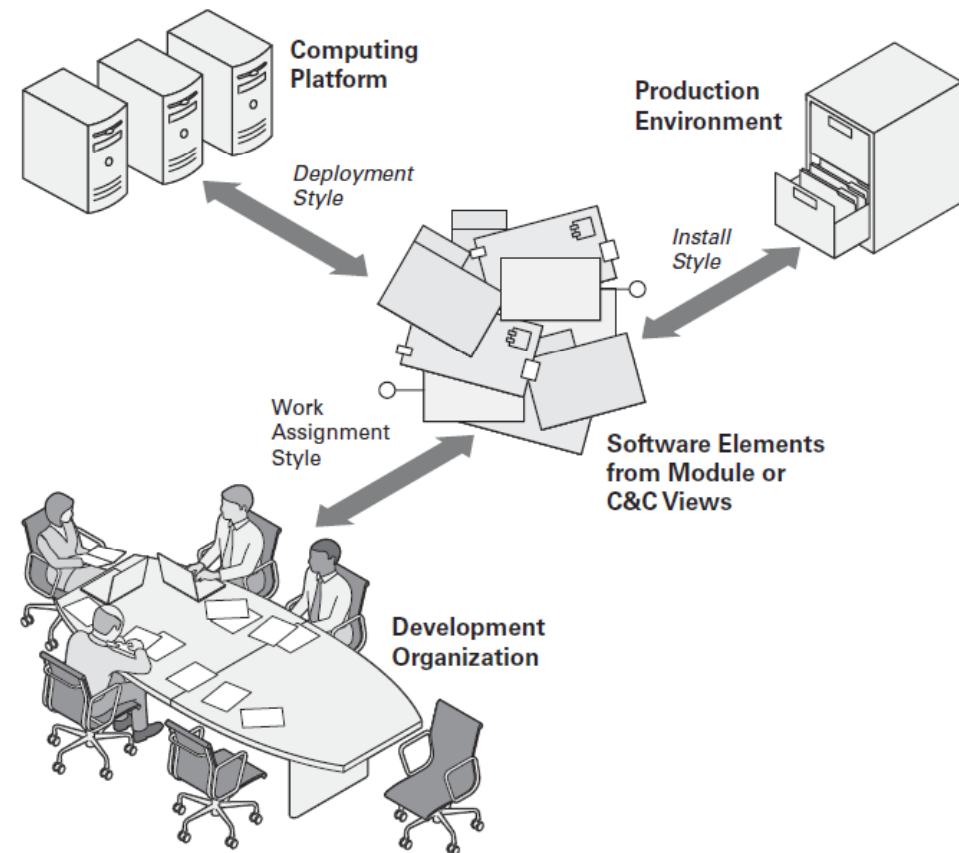 Computing
Platform
Production
Environment
Deployment
Style
Install
Style
Work
Assignment
Style
Software Elements
from Module or
C&C Views
Development
Organization